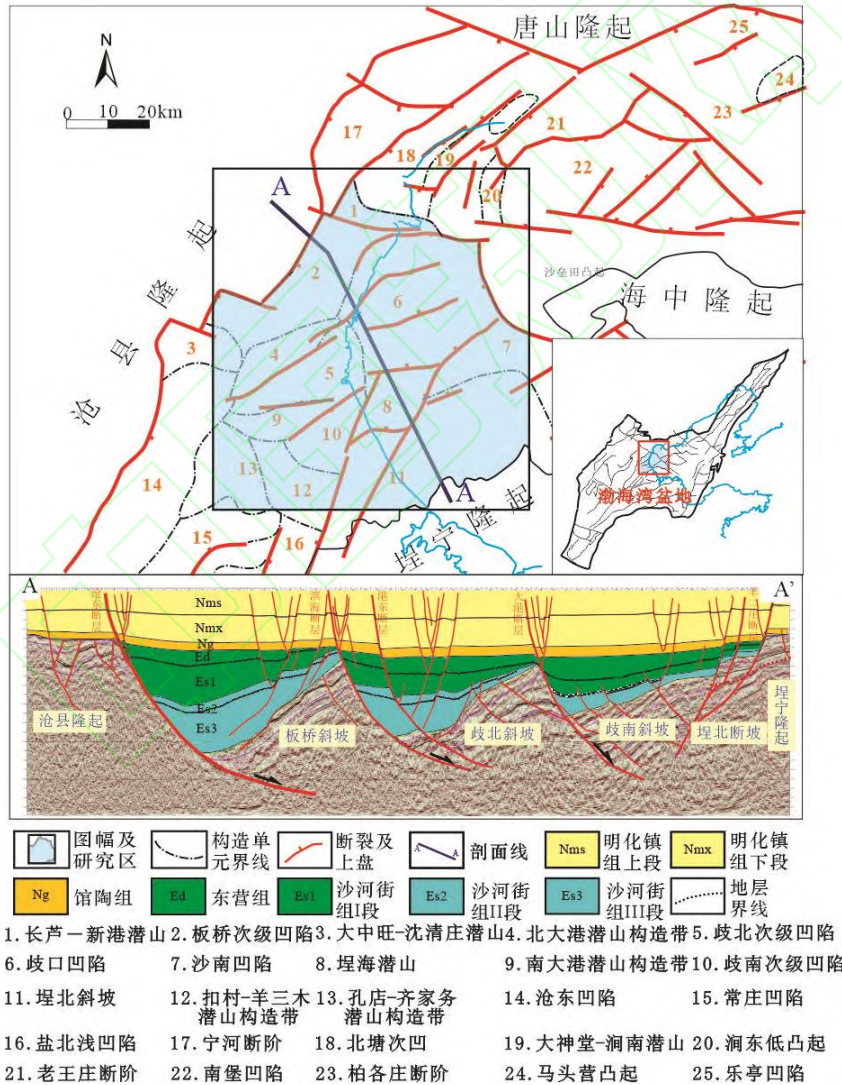 唐山隆起
N
0 10 20km
25
24
17
23
21
18
19
22
20
A
1
沧县隆起
沙垒田凸起
海中隆起
2
6
3
4
7
5
8
9
10
13
11
14
12
A
埕宁隆起
渤海湾盆地
15
16
A
A'
Nms
Nmx
Ng
Ed
Es1
Es2
Es3
滨海断层
港东断层
大港断层
沧县隆起
板桥斜坡
歧北斜坡
歧南斜坡
埕北断坡
埕宁隆起
图幅及研究区
构造单元界线
断裂及上盘
A A' 剖面线
Nms 明化镇组上段
Nmx 明化镇组下段
Ng 馆陶组
Ed 东营组
Es1 沙河街组I段
Es2 沙河街组II段
Es3 沙河街组III段
地层界线
1.长芦－新港潜山 2.板桥次级凹陷 3.大中旺-沈清庄潜山 4.北大港潜山构造带 5.歧北次级凹陷
6.歧口凹陷 7.沙南凹陷 8.埕海潜山 9.南大港潜山构造带 10.歧南次级凹陷
11.埕北斜坡 12.扣村-羊三木潜山构造带 13.孔店-齐家务潜山构造带 14.沧东凹陷 15.常庄凹陷
16.盐北浅凹陷 17.宁河断阶 18.北塘次凹 19.大神堂-涧南潜山 20.涧东低凸起
21.老王庄断阶 22.南堡凹陷 23.柏各庄断阶 24.马头营凸起 25.乐亭凹陷